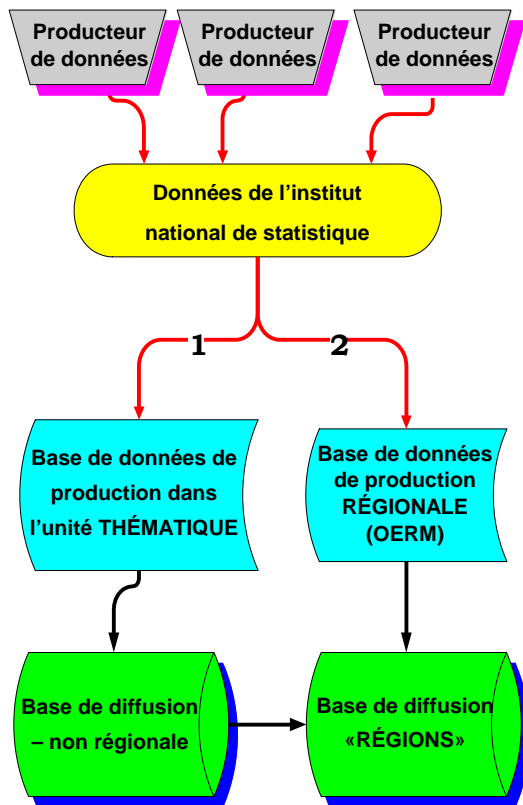 Producteur
de données
Producteur
de données
Producteur
de données
Données de l'institut
national de statistique
1
2
Base de données de
production dans
l'unité THÉMATIQUE
Base de données
de production
RÉGIONALE
(OERM)
Base de diffusion
– non régionale
Base de diffusion
«RÉGIONS»